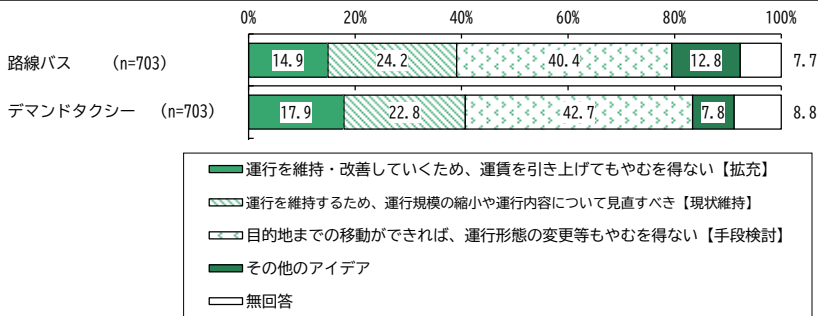 0% 20% 40% 60% 80% 100%
路線バス (n=703) 14.9 24.2 40.4 12.8 7.7
デマンドタクシー (n=703) 17.9 22.8 42.7 7.8 8.8
運行を維持・改善していくため、運賃を引き上げてもやむを得ない【拡充】
運行を維持するため、運行規模の縮小や運行内容について見直すべき【現状維持】
目的地までの移動ができれば、運行形態の変更等もやむを得ない【手段検討】
その他のアイデア
無回答